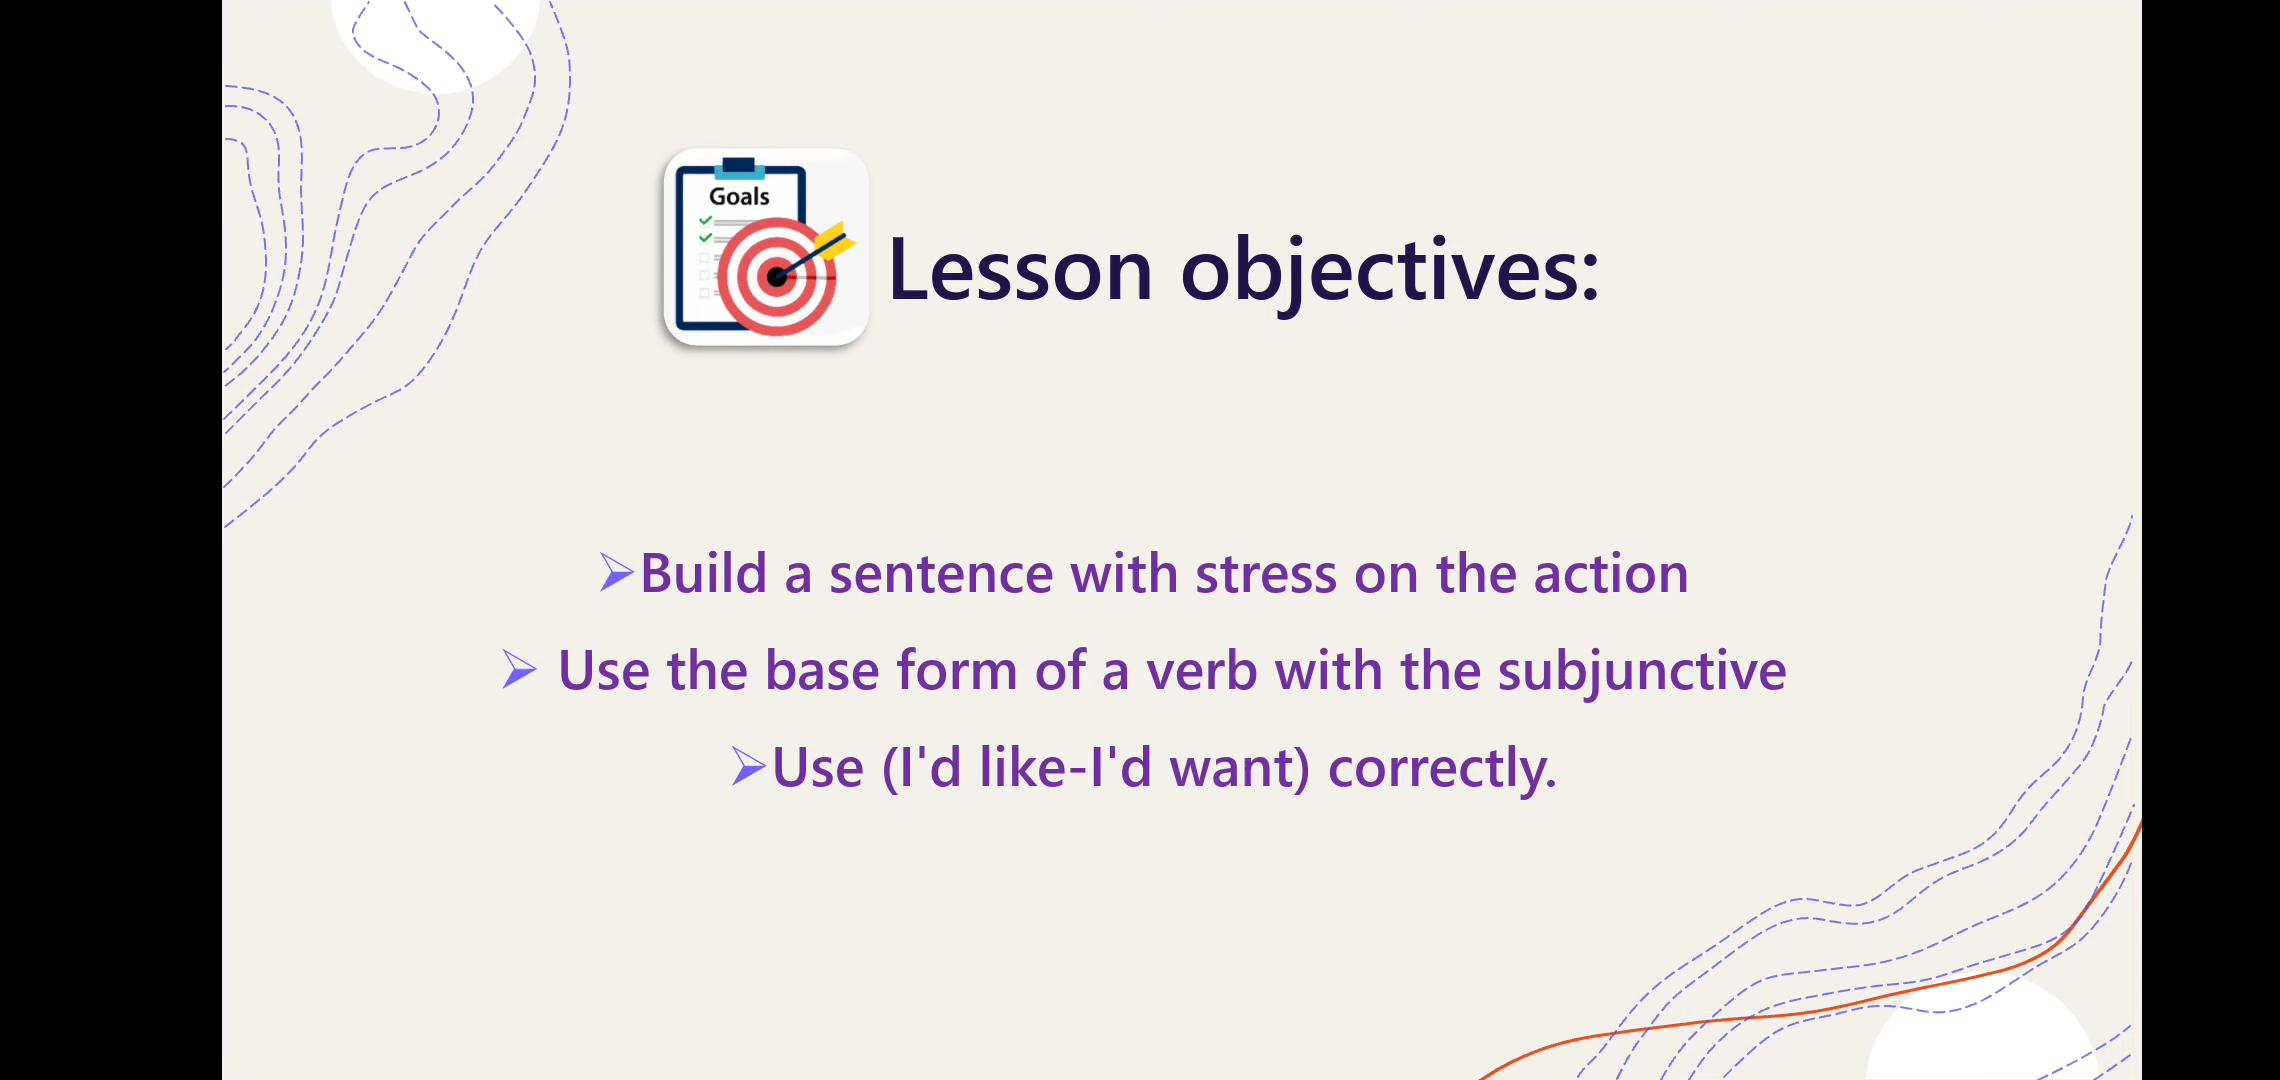 Goals
Lesson objectives:
➢Build a sentence with stress on the action
➢ Use the base form of a verb with the subjunctive
➢Use (I'd like-I'd want) correctly.